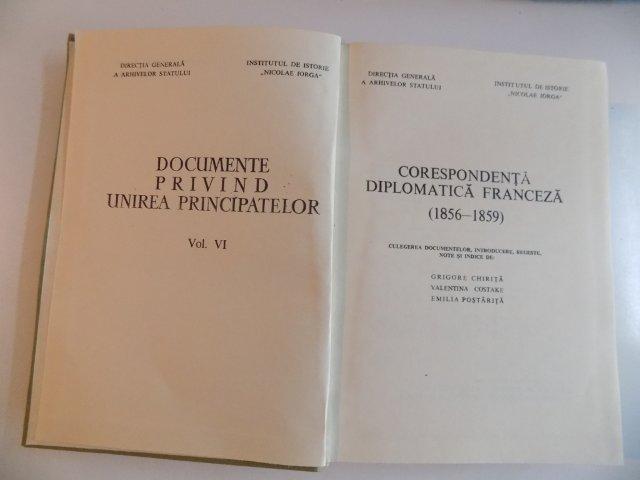 DIRECȚIA GENERALĂ
A ARHIVELOR STATULUI
INSTITUTUL DE ISTORIE
„NICOLAE IORGA”
DOCUMENTE
PRIVIND
UNIREA PRINCIPATELOR
Vol. VI
DIRECȚIA GENERALĂ
A ARHIVELOR STATULUI
INSTITUTUL DE ISTORIE
„NICOLAE IORGA”
CORESPONDENȚĂ
DIPLOMATICĂ FRANCEZĂ
(1856—1859)
CULEGEREA DOCUMENTELOR, INTRODUCERE, REGESTE,
NOTE ȘI INDICE DE:
GRIGORE CHIRIȚĂ
VALENTINA COSTAKE
EMILIA POȘTĂRIȚĂ